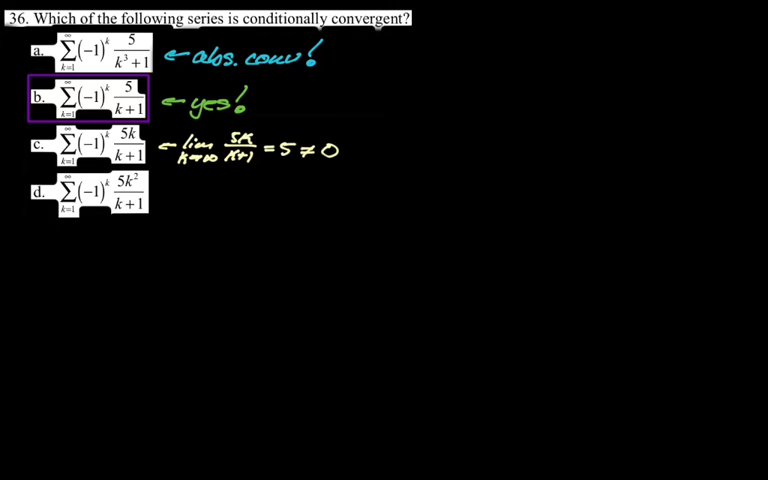 36. Which of the following series is conditionally convergent?
a. ∞ ∑ k=1 (−1)^k 5/(k³+1) ← abs. conv!
b. ∞ ∑ k=1 (−1)^k 5/(k+1) ← yes!
c. ∞ ∑ k=1 (−1)^k 5k/(k+1) ← lim k→∞ 5k/(k+1) = 5 ≠ 0
d. ∞ ∑ k=1 (−1)^k 5k²/(k+1)